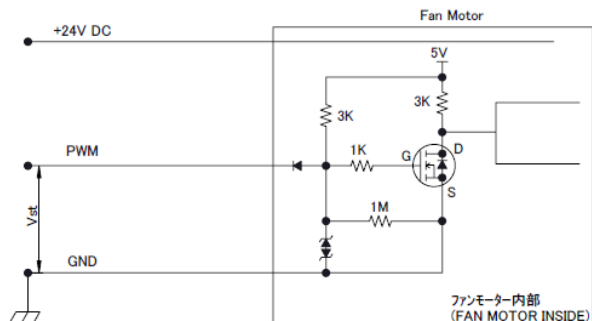 Fan Motor
+24V DC
5V
3K
3K
PWM
1K
G
D
S
Vst
1M
GND
ファンモーター内部
(FAN MOTOR INSIDE)